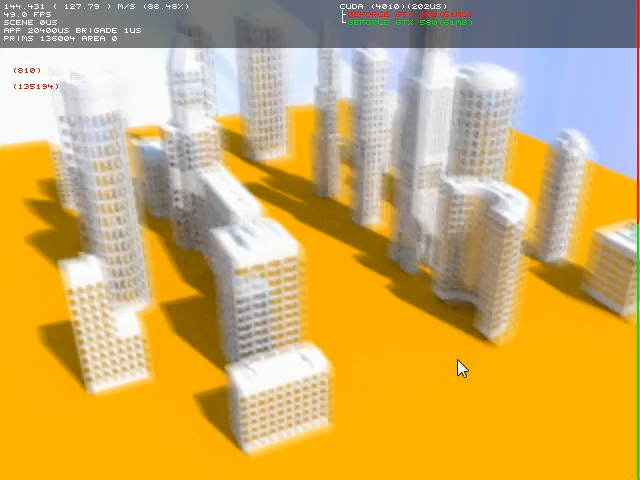 144.431 ( 127.79 ) M/S (88.48%)
49.0 FPS
SCENE 0US
APP 20400US BRIGADE 1US
PRIMS 136004 AREA 0
CUDA (4010)(202US)
GEFORCE GTX 580(61MB)
(810)
(135194)